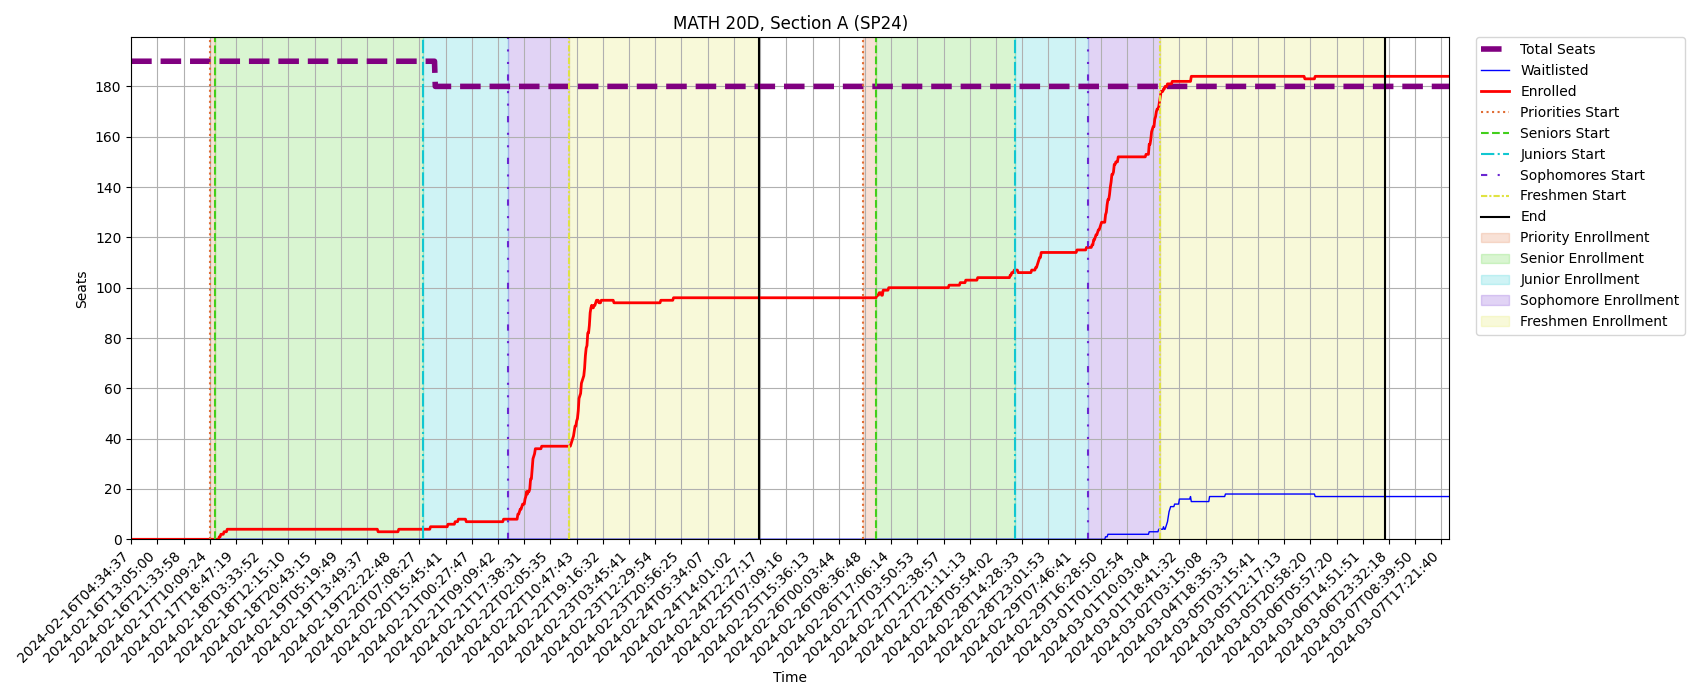 MATH 20D, Section A (SP24)
Total Seats
Waitlisted
Enrolled
Priorities Start
Seniors Start
Juniors Start
Sophomores Start
Freshmen Start
End
Priority Enrollment
Senior Enrollment
Junior Enrollment
Sophomore Enrollment
Freshmen Enrollment
Seats
180
160
140
120
100
80
60
40
20
0
2024-02-16T04:34:37
2024-02-16T13:05:00
2024-02-16T21:33:58
2024-02-17T10:09:24
2024-02-17T18:47:19
2024-02-18T03:33:52
2024-02-18T12:15:10
2024-02-18T20:43:15
2024-02-19T05:19:49
2024-02-19T13:49:37
2024-02-19T22:22:48
2024-02-20T07:08:27
2024-02-20T15:45:41
2024-02-21T00:27:47
2024-02-21T09:09:42
2024-02-21T17:38:31
2024-02-22T02:05:35
2024-02-22T10:47:43
2024-02-22T19:16:32
2024-02-23T03:45:41
2024-02-23T12:29:54
2024-02-23T20:56:25
2024-02-24T05:34:07
2024-02-24T14:01:02
2024-02-24T22:27:17
2024-02-25T07:09:16
2024-02-25T15:36:13
2024-02-26T00:03:44
2024-02-26T08:36:48
2024-02-26T17:06:14
2024-02-27T03:50:53
2024-02-27T12:38:57
2024-02-27T21:11:13
2024-02-28T05:54:02
2024-02-28T14:28:33
2024-02-28T23:01:53
2024-02-29T07:46:41
2024-02-29T16:28:50
2024-03-01T01:02:54
2024-03-01T10:03:04
2024-03-01T18:41:32
2024-03-02T03:15:08
2024-03-04T18:35:33
2024-03-05T03:15:41
2024-03-05T12:17:13
2024-03-05T20:58:20
2024-03-06T05:57:20
2024-03-06T14:51:51
2024-03-06T23:32:18
2024-03-07T08:39:50
2024-03-07T17:21:40
Time